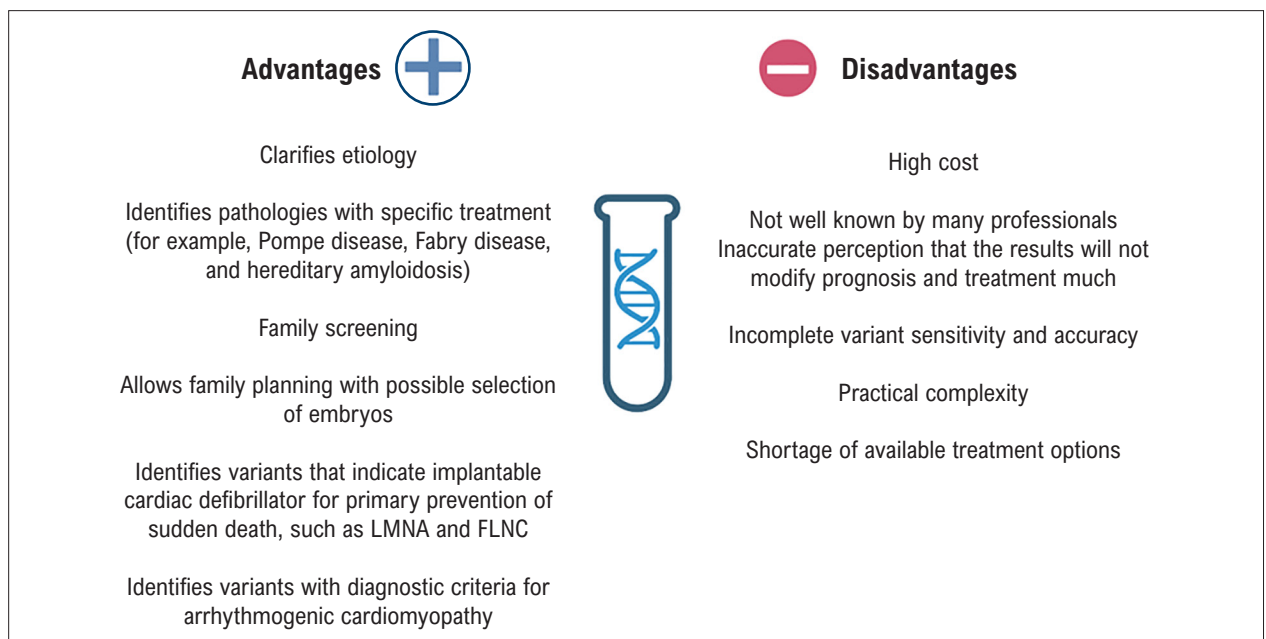 Advantages
Clarifies etiology
Identifies pathologies with specific treatment
(for example, Pompe disease, Fabry disease,
and hereditary amyloidosis)
Family screening
Allows family planning with possible selection
of embryos
Identifies variants that indicate implantable
cardiac defibrillator for primary prevention of
sudden death, such as LMNA and FLNC
Identifies variants with diagnostic criteria for
arrhythmogenic cardiomyopathy
Disadvantages
High cost
Not well known by many professionals
Inaccurate perception that the results will not
modify prognosis and treatment much
Incomplete variant sensitivity and accuracy
Practical complexity
Shortage of available treatment options